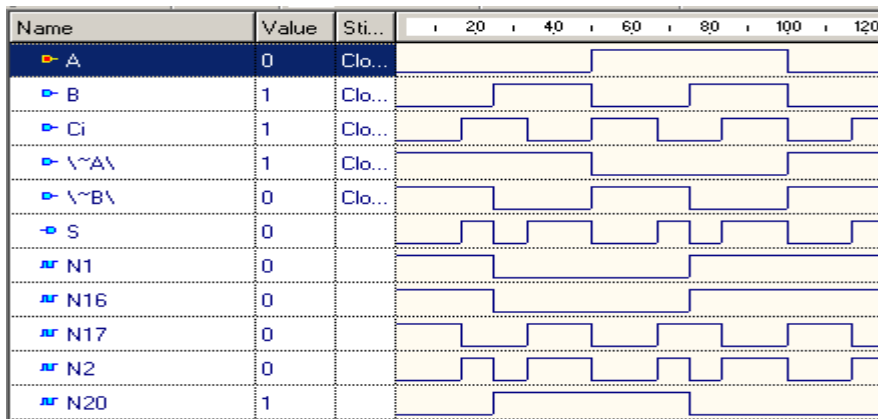 Name Value Sti... 20 40 60 80 100 120
A 0 Clo...
B 1 Clo...
Ci 1 Clo...
\~A\ 1 Clo...
\~B\ 0 Clo...
S 0
N1 0
N16 0
N17 0
N2 0
N20 1